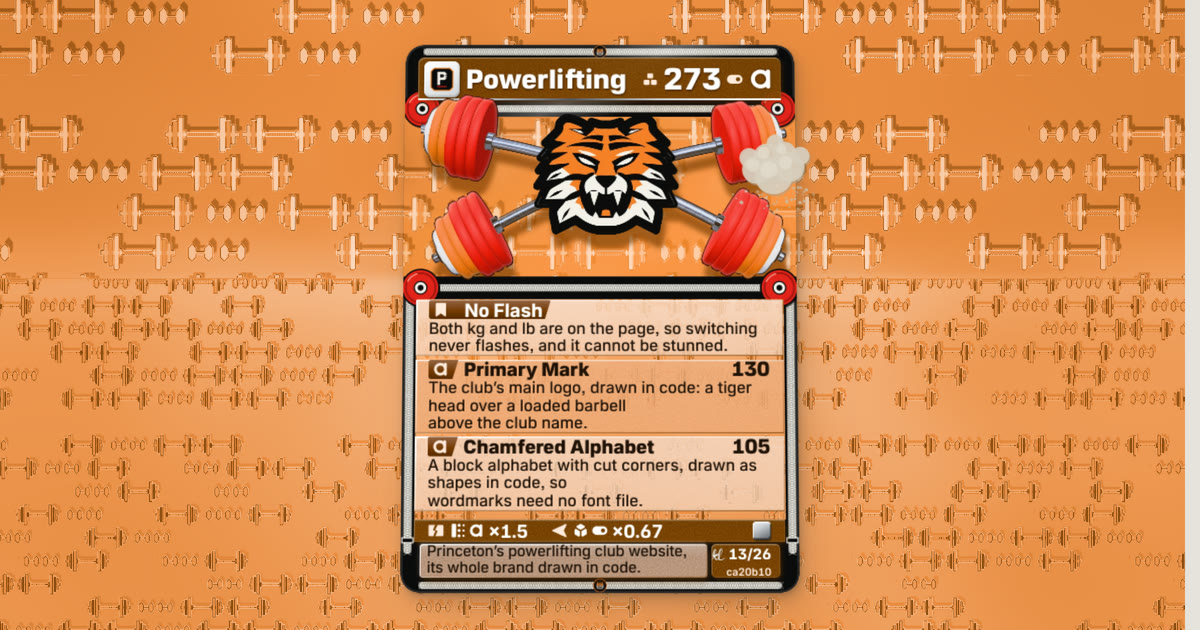 P Powerlifting 273 a
No Flash
Both kg and lb are on the page, so switching
never flashes, and it cannot be stunned.
a Primary Mark 130
The club's main logo, drawn in code: a tiger
head over a loaded barbell
above the club name.
a Chamfered Alphabet 105
A block alphabet with cut corners, drawn as
shapes in code, so
wordmarks need no font file.
a ×1.5 ×0.67
Princeton's powerlifting club website,
its whole brand drawn in code.
13/26
ca20b10